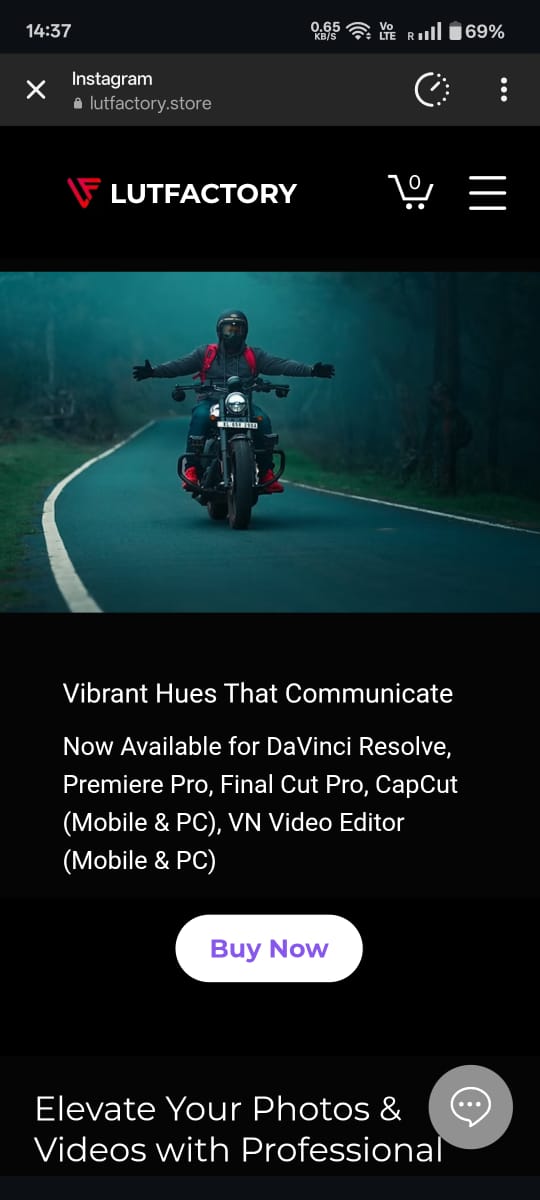 14:37
0.65 KB/S
Vo LTE
R
69%
Instagram
lutfactory.store
LUTFACTORY
0
Vibrant Hues That Communicate
Now Available for DaVinci Resolve,
Premiere Pro, Final Cut Pro, CapCut
(Mobile & PC), VN Video Editor
(Mobile & PC)
Buy Now
Elevate Your Photos &
Videos with Professional